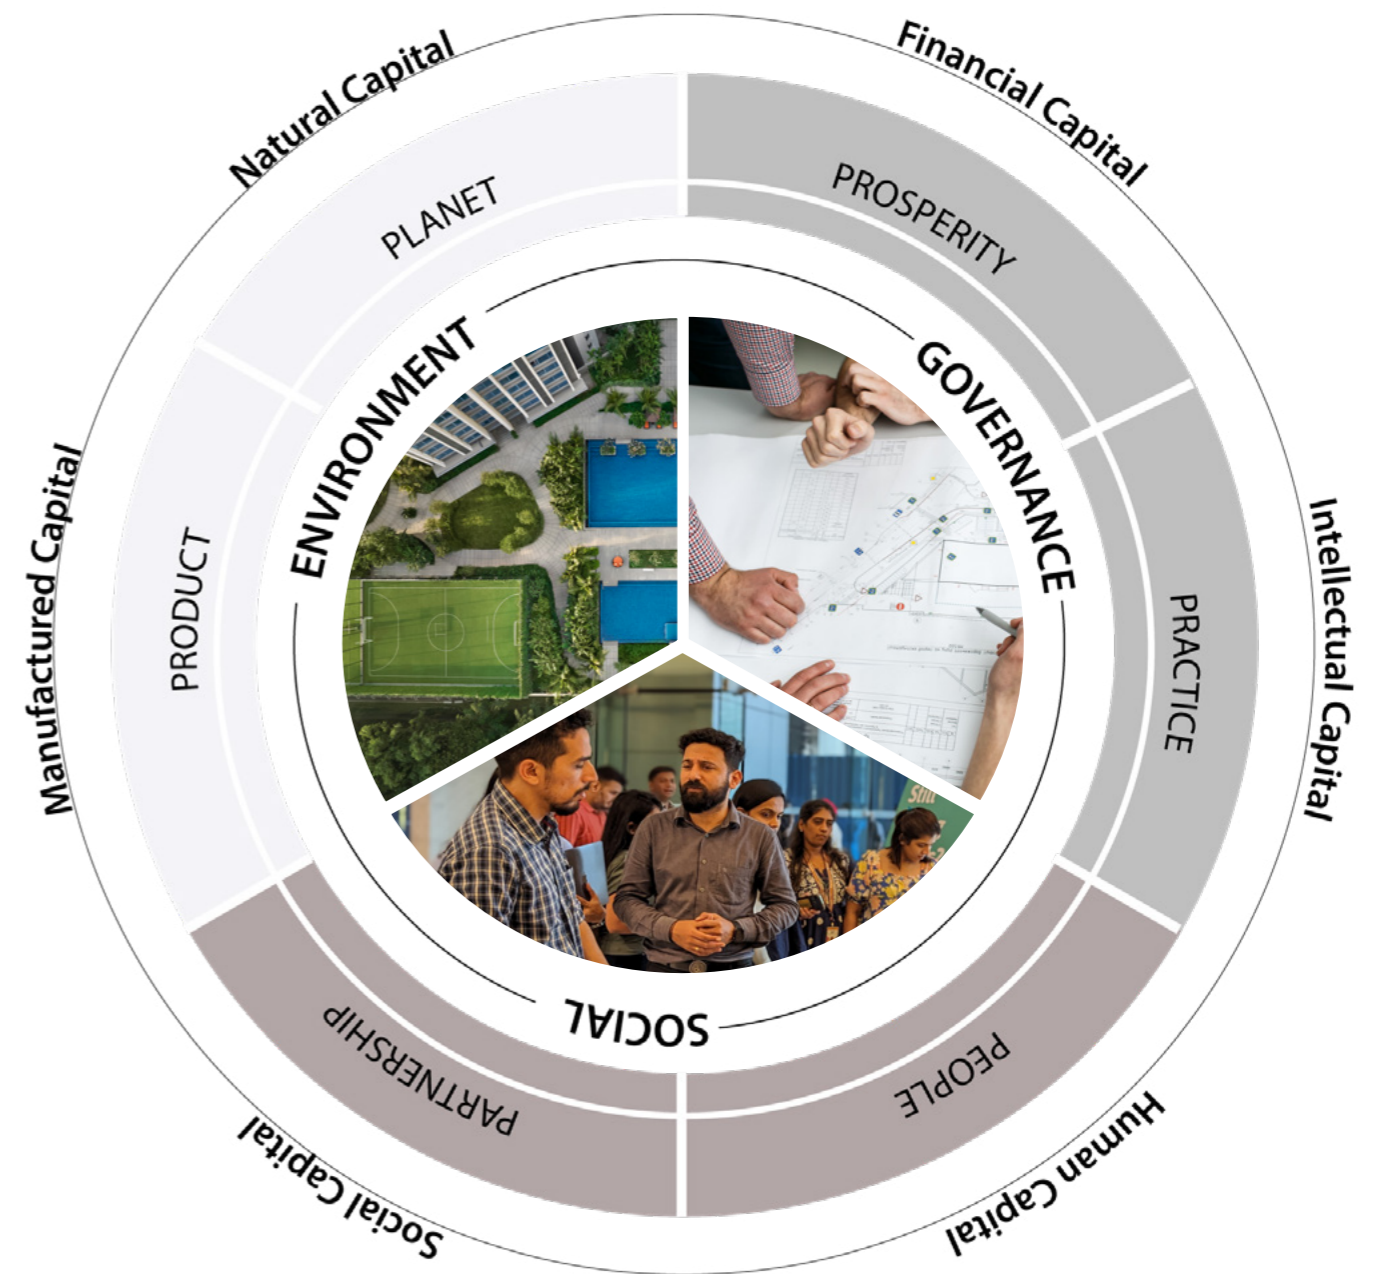 Natural Capital
Financial Capital
PLANET
PROSPERITY
ENVIRONMENT
GOVERNANCE
Manufactured Capital
PRODUCT
PRACTICE
Intellectual Capital
SOCIAL
PARTNERSHIP
PEOPLE
Social Capital
Human Capital